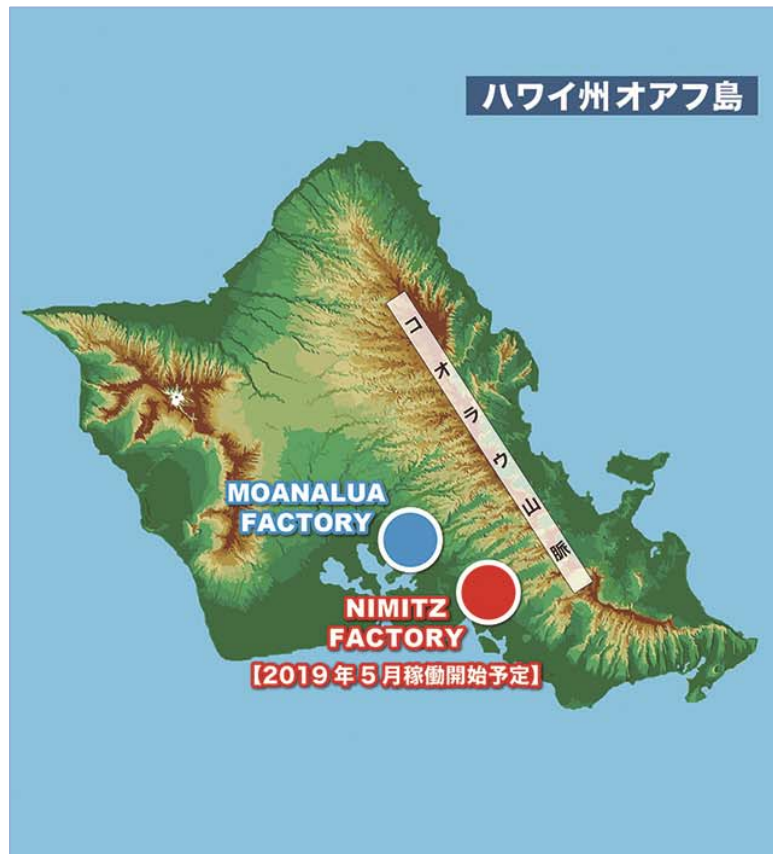 ハワイ州オアフ島
コオラウ山脈
MOANALUA
FACTORY
NIMITZ
FACTORY
【2019年5月稼働開始予定】